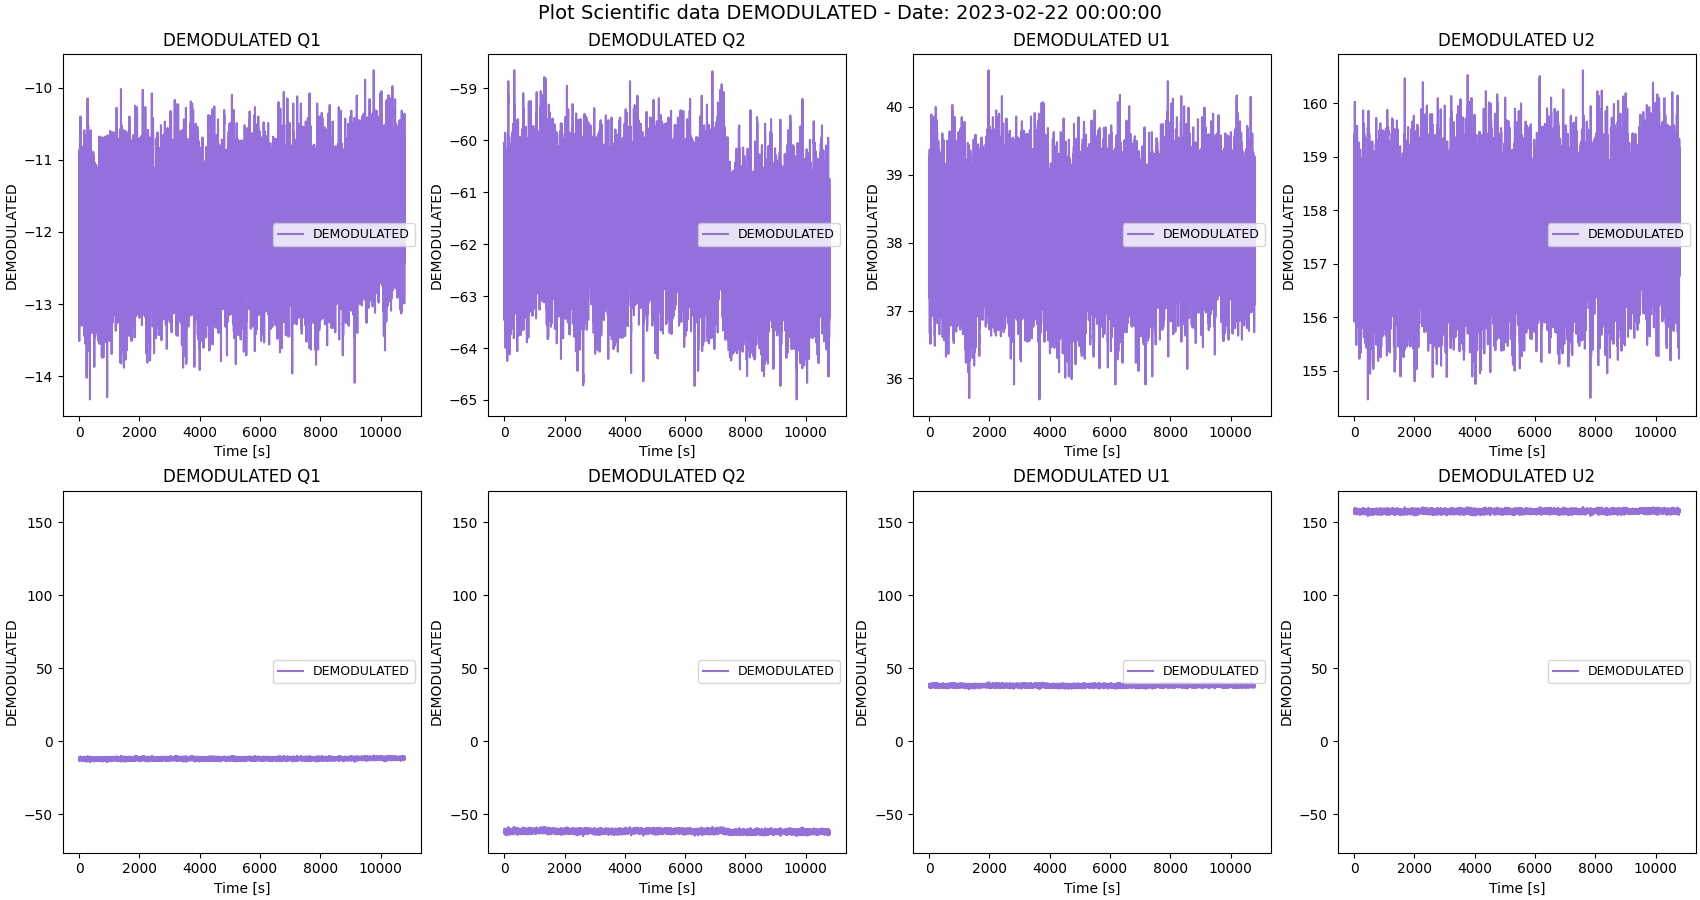 Plot Scientific data DEMODULATED - Date: 2023-02-22 00:00:00
DEMODULATED Q1
DEMODULATED
−10
−11
−12
−13
−14
DEMODULATED
0 2000 4000 6000 8000 10000
Time [s]
DEMODULATED Q2
DEMODULATED
−59
−60
−61
−62
−63
−64
−65
DEMODULATED
0 2000 4000 6000 8000 10000
Time [s]
DEMODULATED U1
DEMODULATED
40
39
38
37
36
DEMODULATED
0 2000 4000 6000 8000 10000
Time [s]
DEMODULATED U2
DEMODULATED
160
159
158
157
156
155
DEMODULATED
0 2000 4000 6000 8000 10000
Time [s]
DEMODULATED Q1
DEMODULATED
150
100
50
0
−50
DEMODULATED
0 2000 4000 6000 8000 10000
Time [s]
DEMODULATED Q2
DEMODULATED
150
100
50
0
−50
DEMODULATED
0 2000 4000 6000 8000 10000
Time [s]
DEMODULATED U1
DEMODULATED
150
100
50
0
−50
DEMODULATED
0 2000 4000 6000 8000 10000
Time [s]
DEMODULATED U2
DEMODULATED
150
100
50
0
−50
DEMODULATED
0 2000 4000 6000 8000 10000
Time [s]